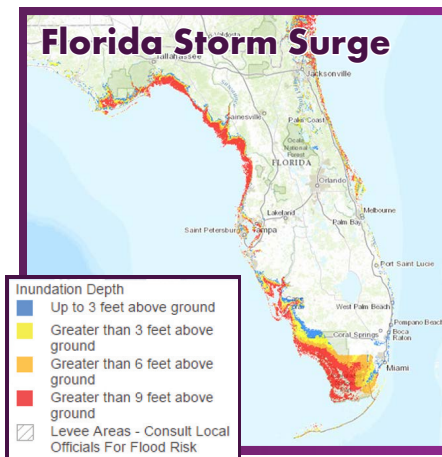 Florida Storm Surge
Tallahassee
Jacksonville
Gainesville
Palm Coast
Ocala
National
Forest
FLORIDA
Orlando
Lakeland
Melbourne
Saint Petersburg
Tampa
Palm Bay
Port Saint Lucie
West Palm Beach
Pompano Beach
Coral Springs
Boca
Raton
Miami
Inundation Depth
Up to 3 feet above ground
Greater than 3 feet above
ground
Greater than 6 feet above
ground
Greater than 9 feet above
ground
Levee Areas - Consult Local
Officials For Flood Risk